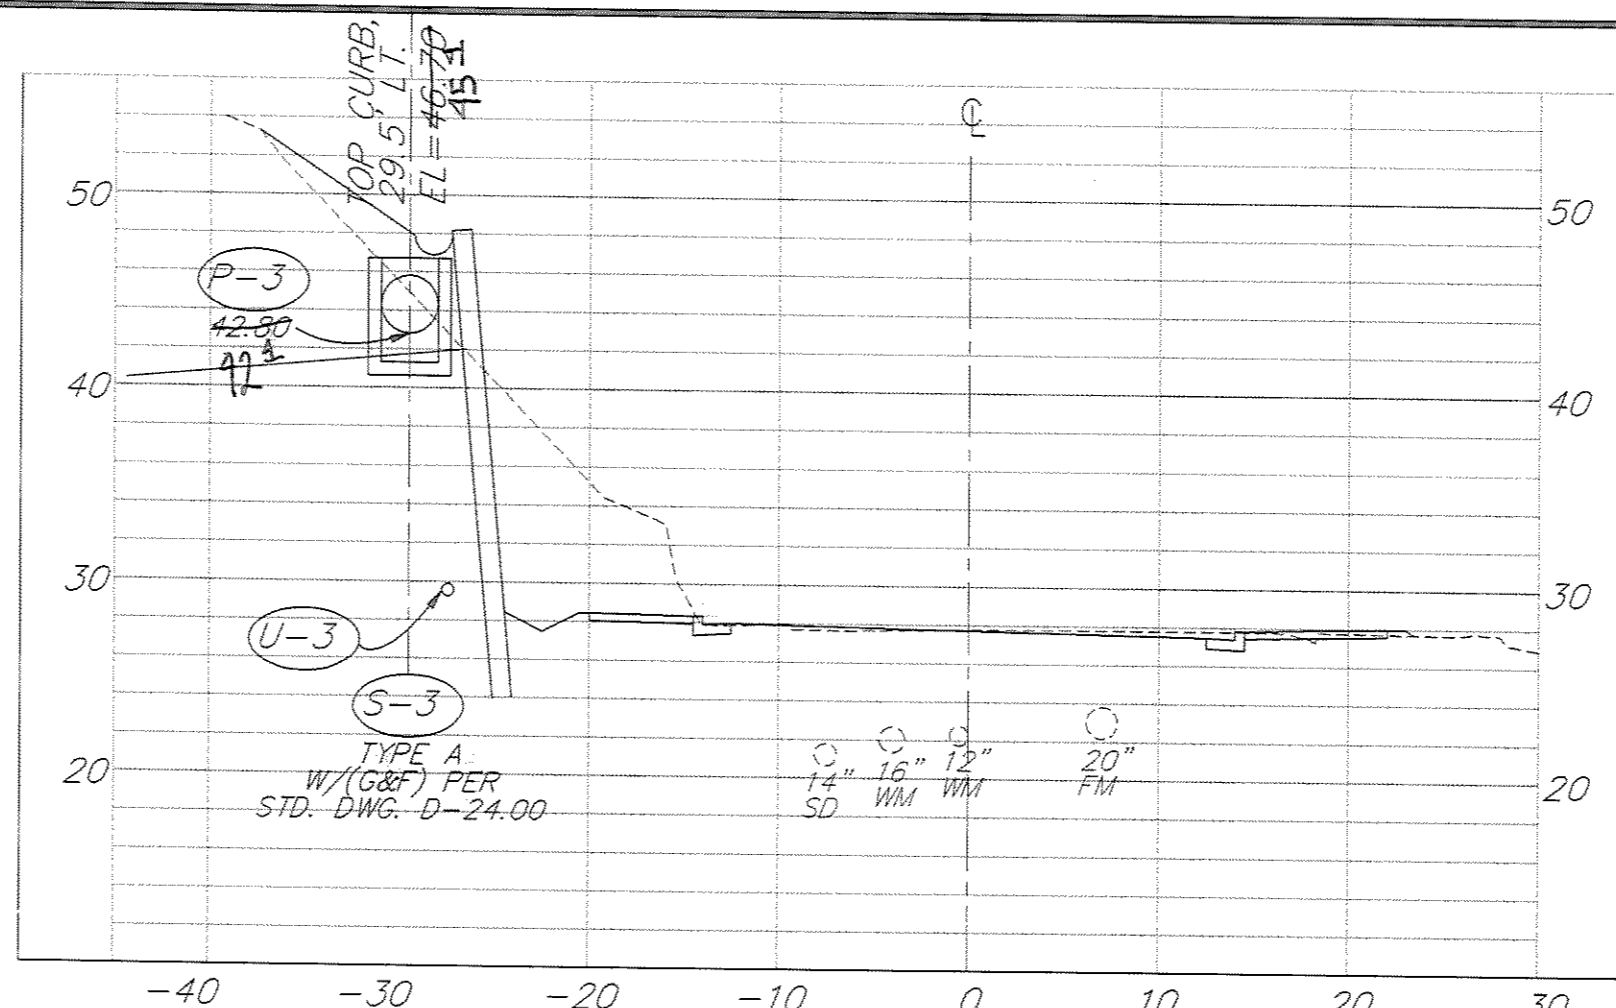 TOP CURB,
29.5' LT.
EL=46.70
45 1
℄
50
50
P-3
42.80
42 1
40
40
30
30
U-3
S-3
TYPE A
W/(G&F) PER
STD. DWG. D-24.00
20
20
14"
SD
16"
WM
12"
WM
20"
FM
-40 -30 -20 -10 0 10 20 30